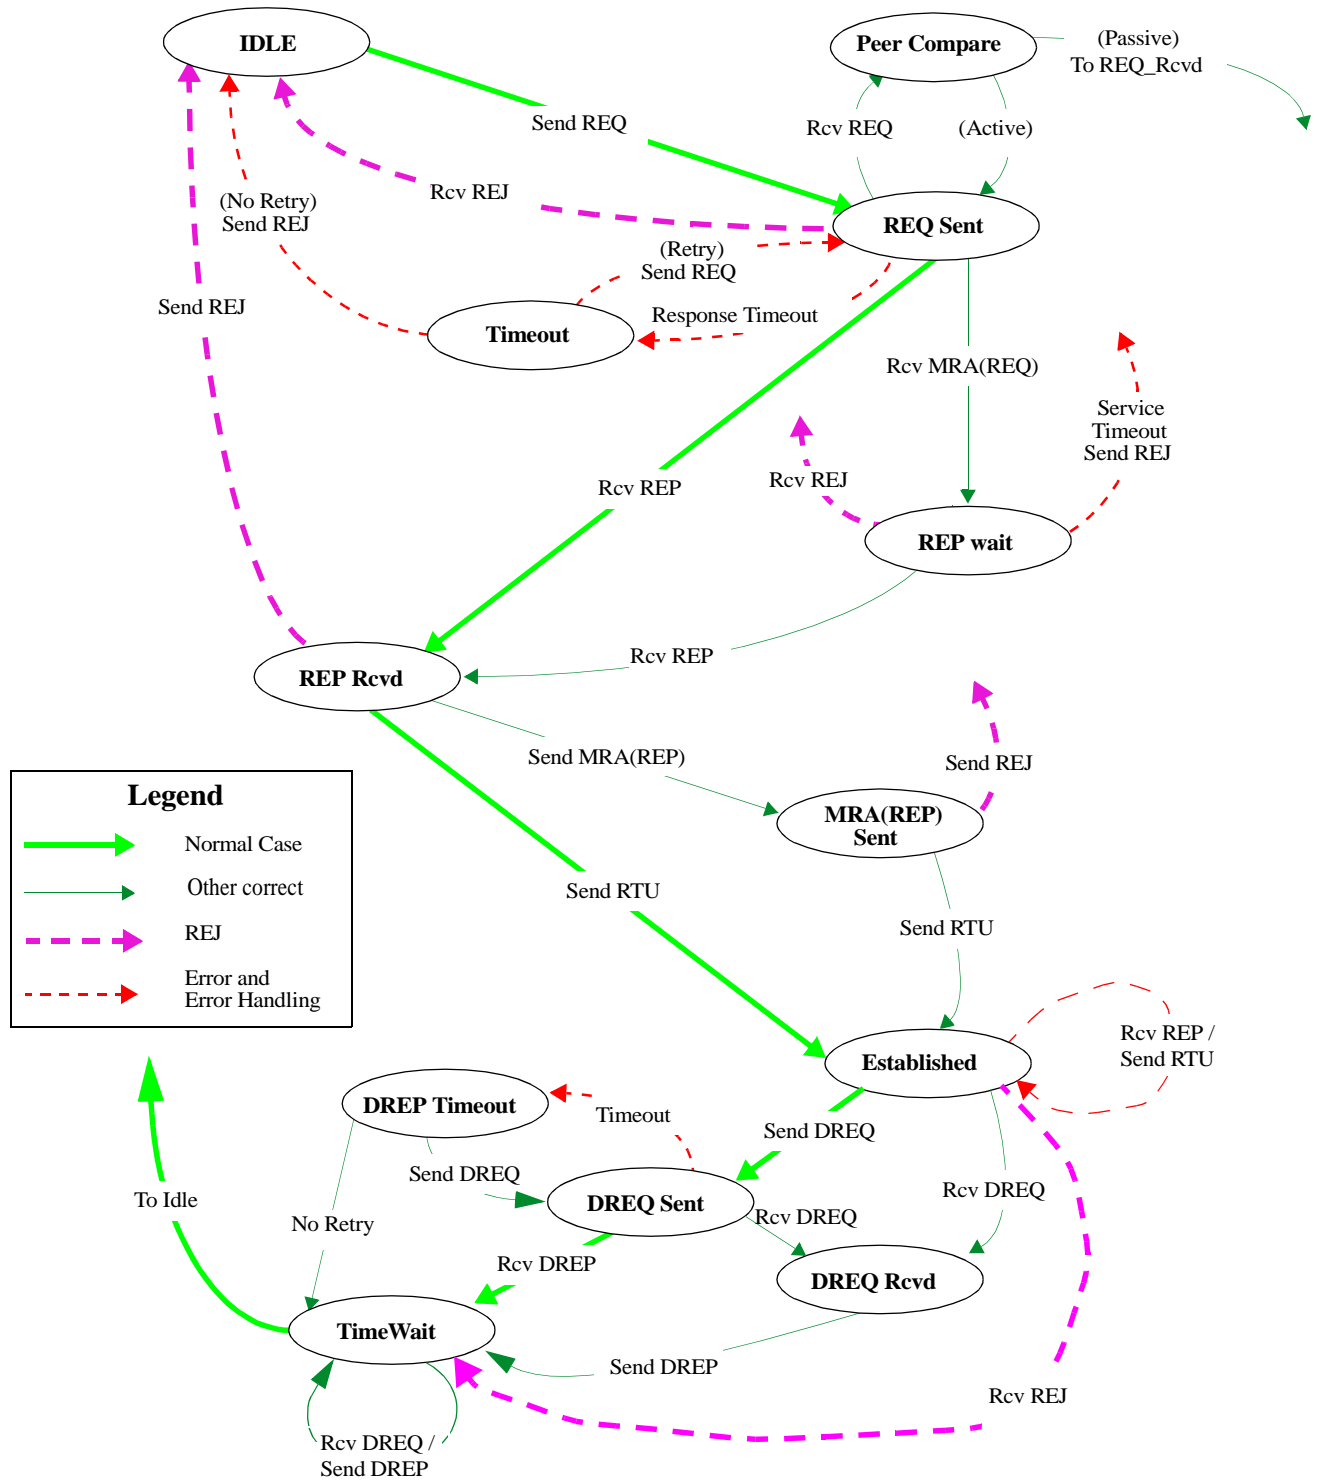 IDLE
Peer Compare
(Passive)
To REQ_Rcvd
Send REQ
Rcv REQ
(Active)
Rcv REJ
(No Retry)
Send REJ
REQ Sent
(Retry)
Send REQ
Send REJ
Timeout
Response Timeout
Rcv MRA(REQ)
Service
Timeout
Send REJ
Rcv REP
Rcv REJ
REP wait
Rcv REP
REP Rcvd
Send MRA(REP)
Send REJ
Legend
Normal Case
Other correct
REJ
Error and
Error Handling
MRA(REP)
Sent
Send RTU
Send RTU
Rcv REP /
Send RTU
Established
DREP Timeout
Timeout
Send DREQ
Send DREQ
Rcv DREQ
To Idle
No Retry
DREQ Sent
Rcv DREQ
Rcv DREP
DREQ Rcvd
TimeWait
Send DREP
Rcv REJ
Rcv DREQ /
Send DREP